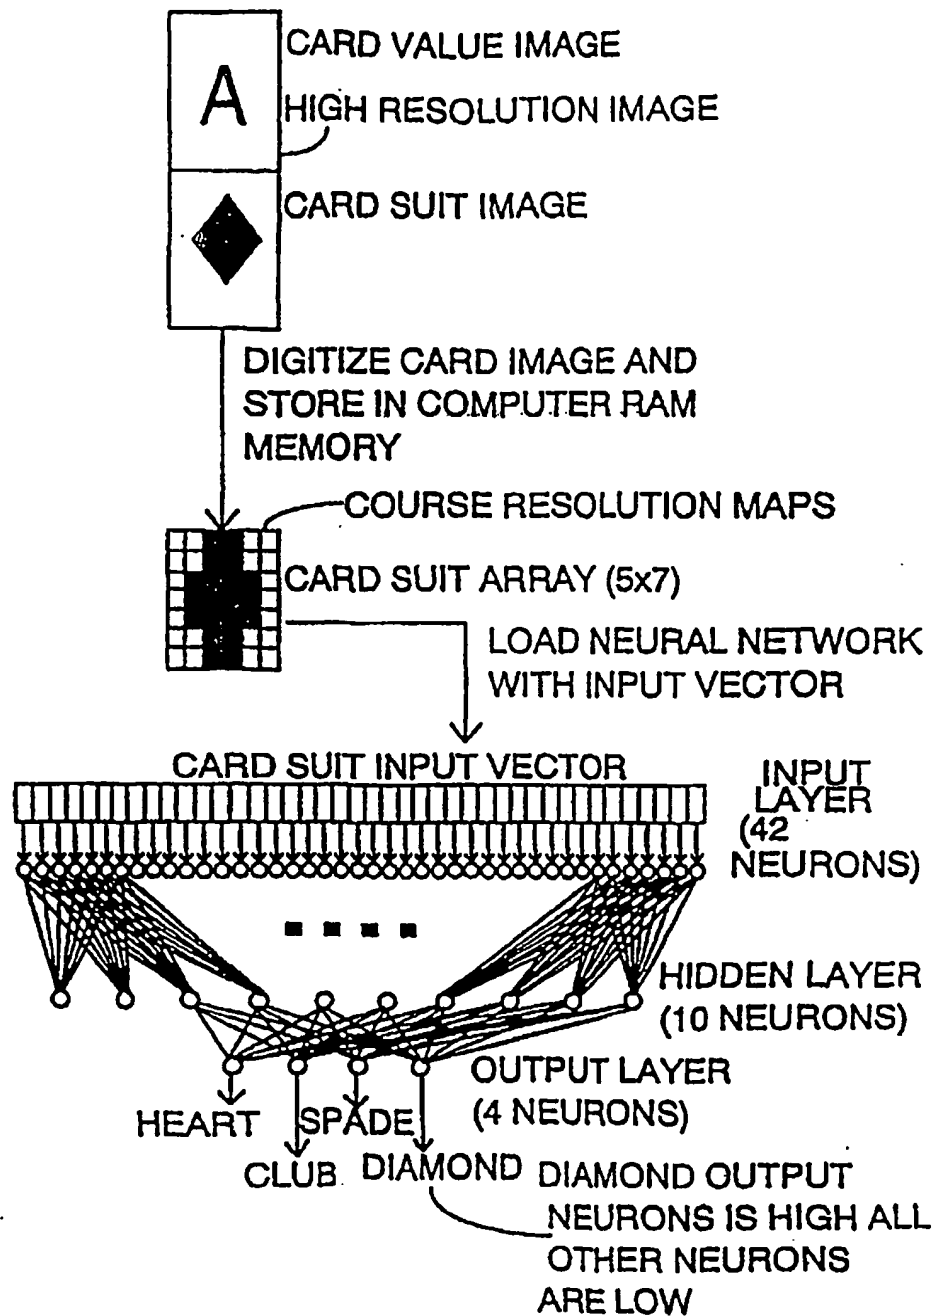 CARD VALUE IMAGE
A
HIGH RESOLUTION IMAGE
CARD SUIT IMAGE
DIGITIZE CARD IMAGE AND
STORE IN COMPUTER RAM
MEMORY
COURSE RESOLUTION MAPS
CARD SUIT ARRAY (5x7)
LOAD NEURAL NETWORK
WITH INPUT VECTOR
CARD SUIT INPUT VECTOR
INPUT
LAYER
(42
NEURONS)
HIDDEN LAYER
(10 NEURONS)
OUTPUT LAYER
(4 NEURONS)
HEART
SPADE
CLUB
DIAMOND
DIAMOND OUTPUT
NEURONS IS HIGH ALL
OTHER NEURONS
ARE LOW